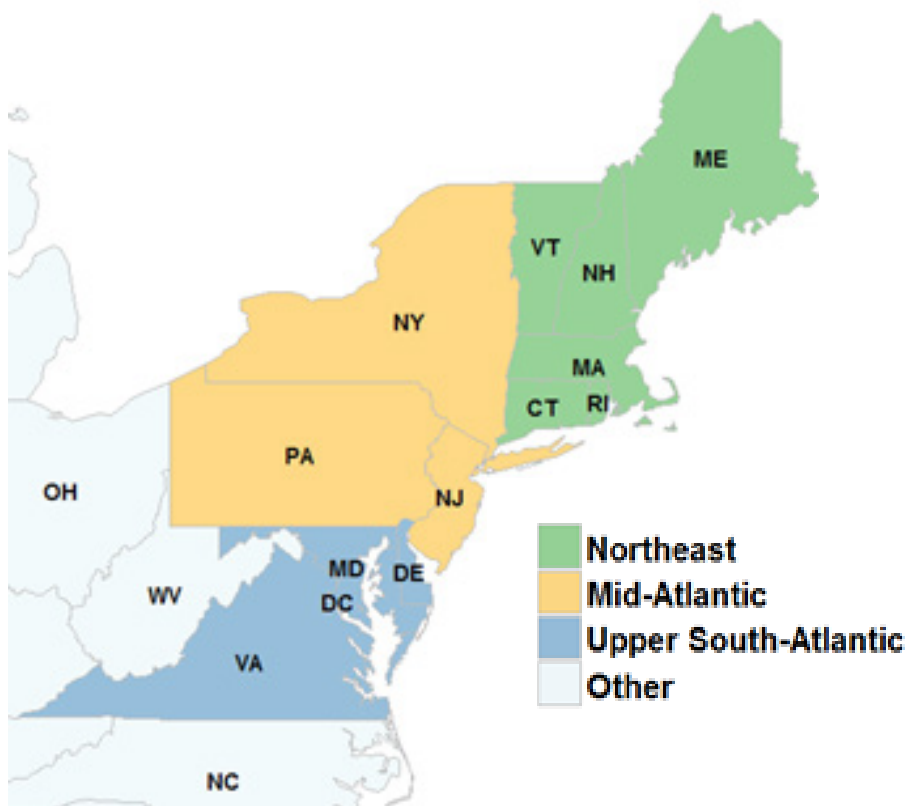 ME
VT
NH
NY
MA
CT
RI
PA
OH
NJ
MD
DE
WV
DC
VA
NC
Northeast
Mid-Atlantic
Upper South-Atlantic
Other